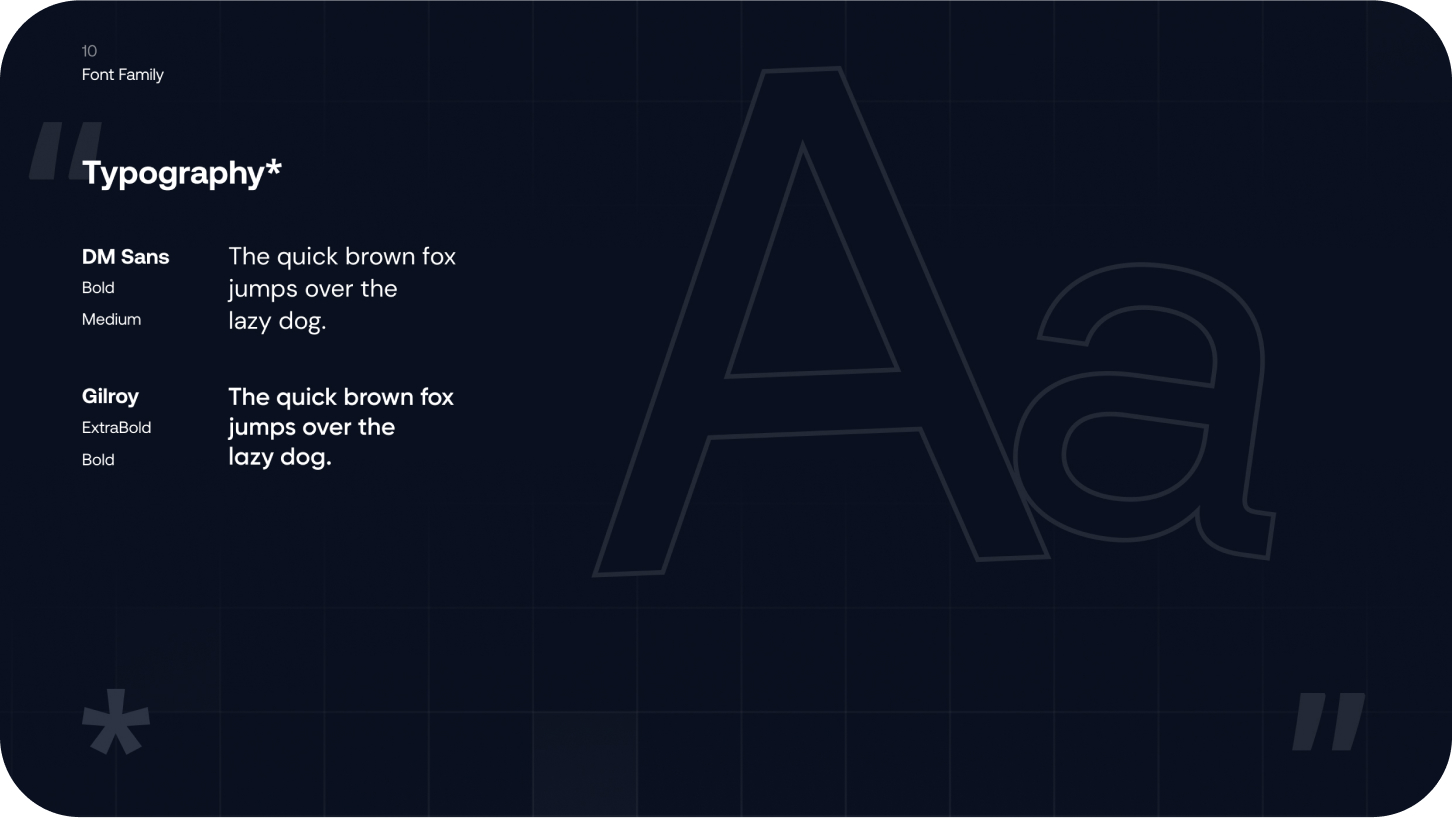 10
Font Family
"
Typography*
DM Sans
Bold
Medium
The quick brown fox
jumps over the
lazy dog.
Gilroy
ExtraBold
Bold
The quick brown fox
jumps over the
lazy dog.
Aa
*
"